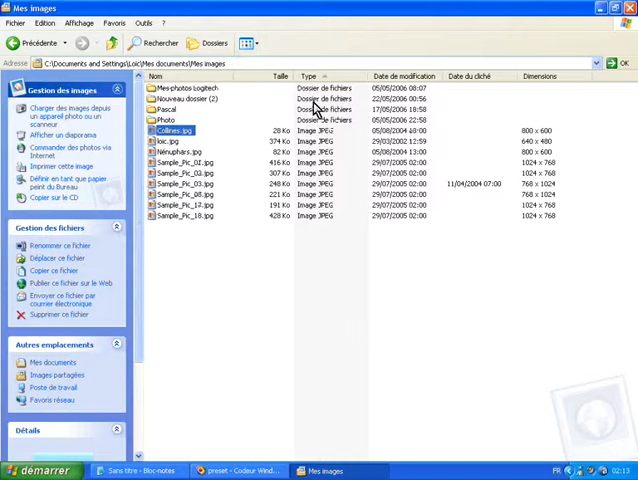 Mes images
Fichier Edition Affichage Favoris Outils ?
Précédente Rechercher Dossiers
C:\Documents and Settings\Loic\Mes documents\Mes images OK
Gestion des images
Charger des images depuis
un appareil photo ou un
scanneur
Afficher un diaporama
Commander des photos via
Internet
Imprimer cette image
Définir en tant que papier
peint du Bureau
Copier sur le CD
Gestion des fichiers
Renommer ce fichier
Déplacer ce fichier
Copier ce fichier
Publier ce fichier sur le Web
Envoyer ce fichier par
courrier électronique
Supprimer ce fichier
Autres emplacements
Mes documents
Images partagées
Poste de travail
Favoris réseau
Détails
Nom Taille Type Date de modification Date du cliché Dimensions
Mes photos Logitech Dossier de fichiers 05/05/2006 08:07
Nouveau dossier (2) Dossier de fichiers 22/05/2006 00:56
Pascal Dossier de fichiers 17/05/2006 18:58
Photo Dossier de fichiers 05/05/2006 22:58
Collines.jpg 28 Ko Image JPEG 05/08/2004 13:00 800 x 600
loic.jpg 374 Ko Image JPEG 29/03/2002 12:59 640 x 480
Nénuphars.jpg 82 Ko Image JPEG 05/08/2004 13:00 800 x 600
Sample_Pic_01.jpg 416 Ko Image JPEG 29/07/2005 02:00 1024 x 768
Sample_Pic_02.jpg 307 Ko Image JPEG 29/07/2005 02:00 1024 x 768
Sample_Pic_03.jpg 248 Ko Image JPEG 29/07/2005 02:00 11/04/2004 07:00 768 x 1024
Sample_Pic_08.jpg 221 Ko Image JPEG 29/07/2005 02:00 768 x 1024
Sample_Pic_12.jpg 191 Ko Image JPEG 29/07/2005 02:00 1024 x 768
Sample_Pic_18.jpg 428 Ko Image JPEG 29/07/2005 02:00 1024 x 768
démarrer Sans titre - Bloc-notes preset - Codeur Wind... Mes images FR 02:13